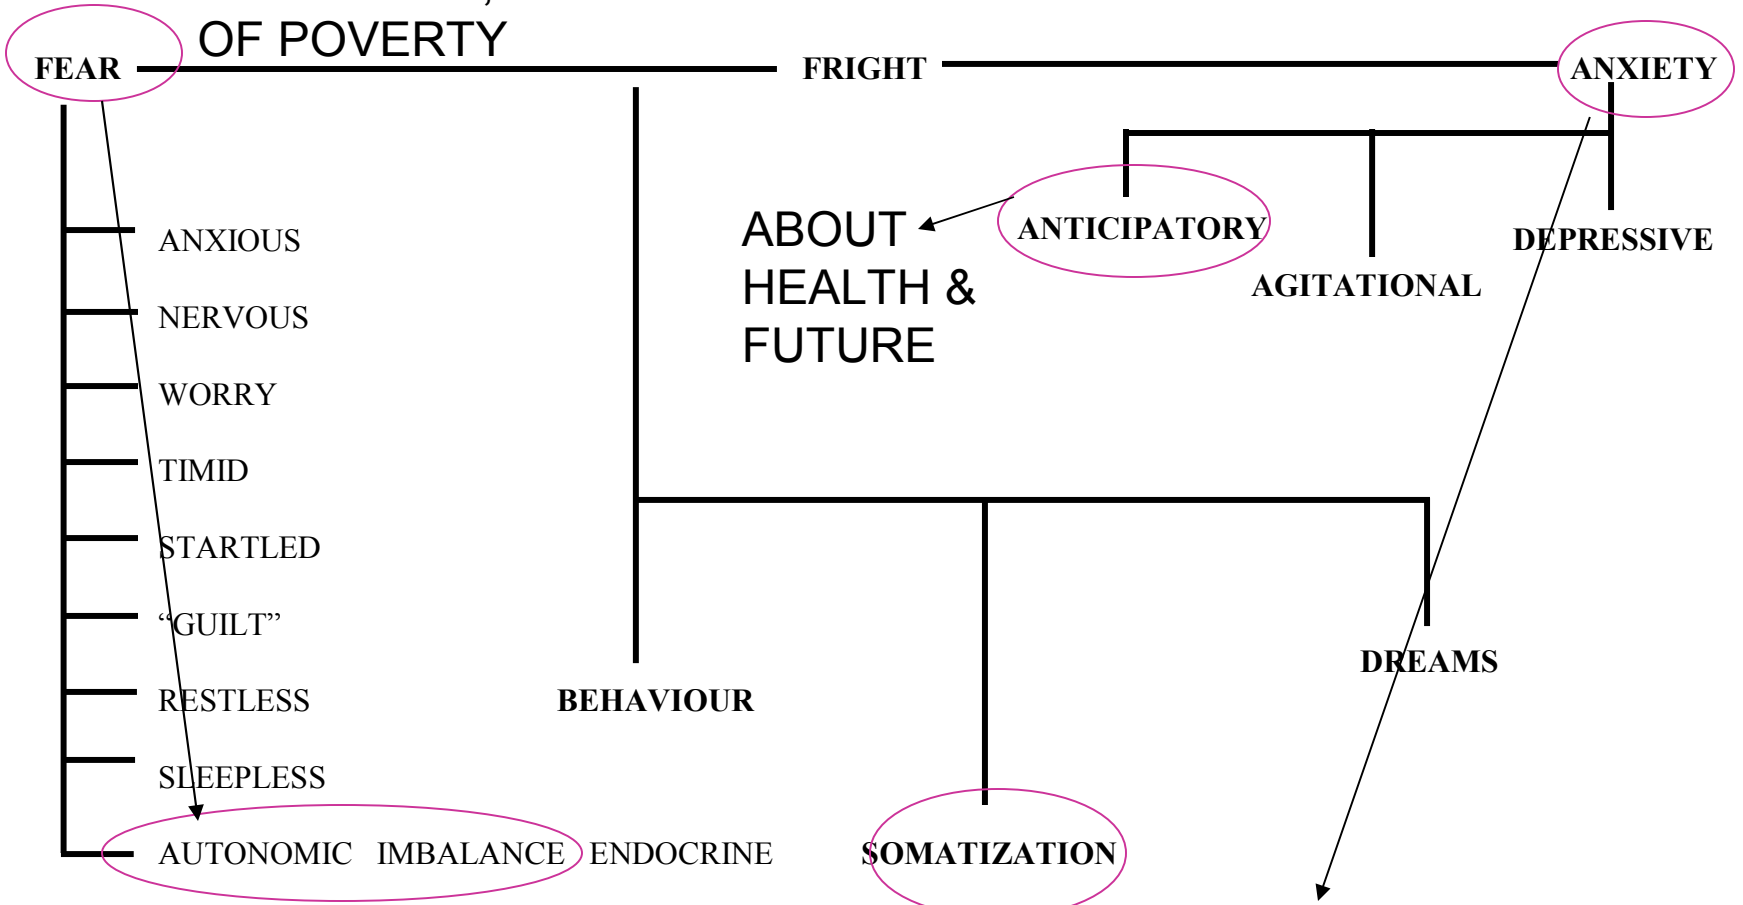 OF POVERTY
FEAR
FRIGHT
ANXIETY
ANTICIPATORY
AGITATIONAL
DEPRESSIVE
ABOUT
HEALTH &
FUTURE
ANXIOUS
NERVOUS
WORRY
TIMID
STARTLED
“GUILT”
RESTLESS
SLEEPLESS
AUTONOMIC IMBALANCE ENDOCRINE
BEHAVIOUR
SOMATIZATION
DREAMS